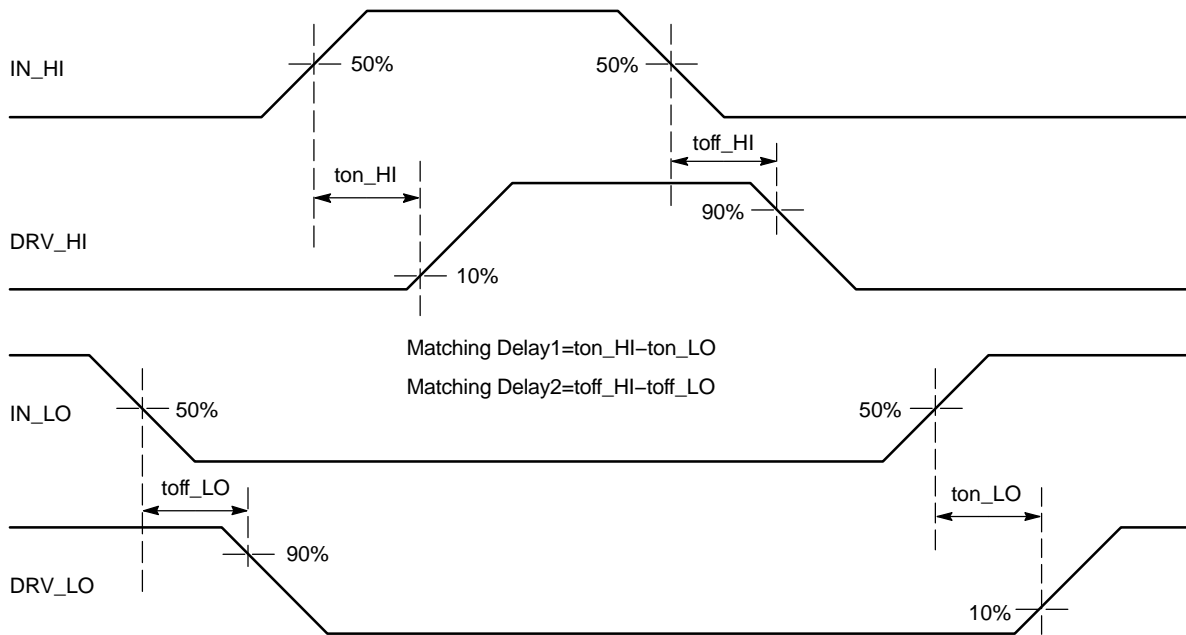 IN_HI
50%
50%
toff_HI
ton_HI
90%
DRV_HI
10%
Matching Delay1=ton_HI−ton_LO
Matching Delay2=toff_HI−toff_LO
IN_LO
50%
50%
toff_LO
ton_LO
90%
DRV_LO
10%